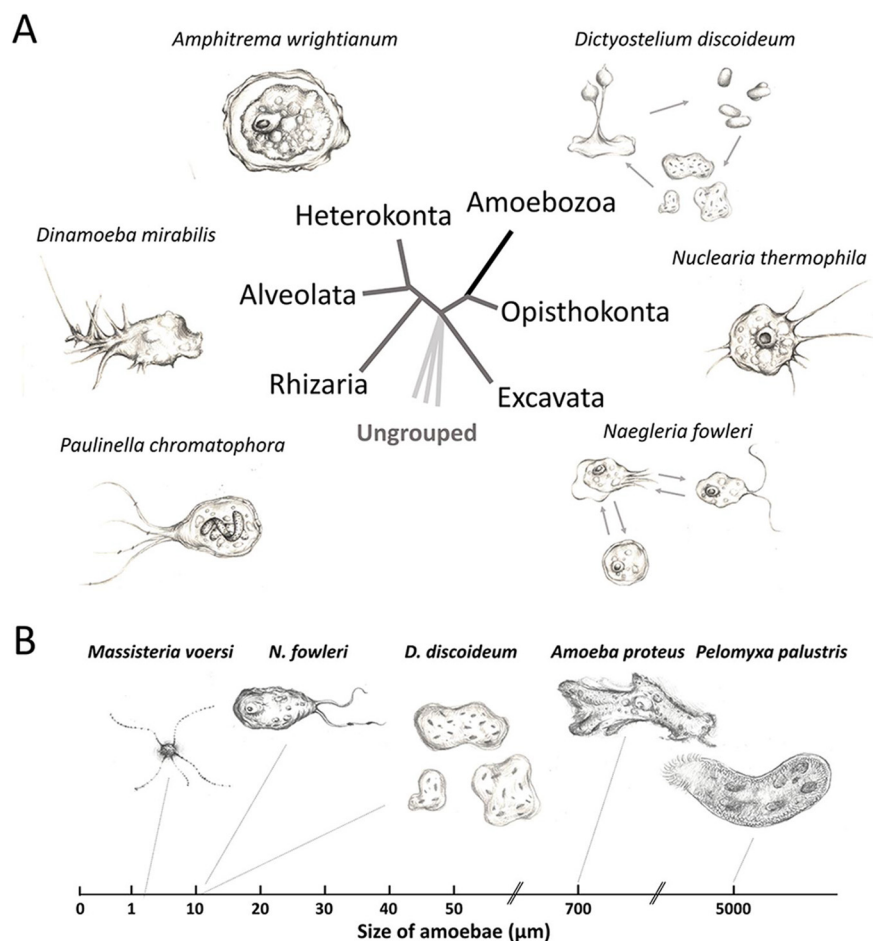 A
Amphitrema wrightianum
Dictyostelium discoideum
Heterokonta
Amoebozoa
Dinamoeba mirabilis
Nuclearia thermophila
Alveolata
Opisthokonta
Rhizaria
Excavata
Ungrouped
Paulinella chromatophora
Naegleria fowleri
B
Massisteria voersi N. fowleri D. discoideum Amoeba proteus Pelomyxa palustris
0 1 10 20 30 40 50 700 5000
Size of amoebae (µm)